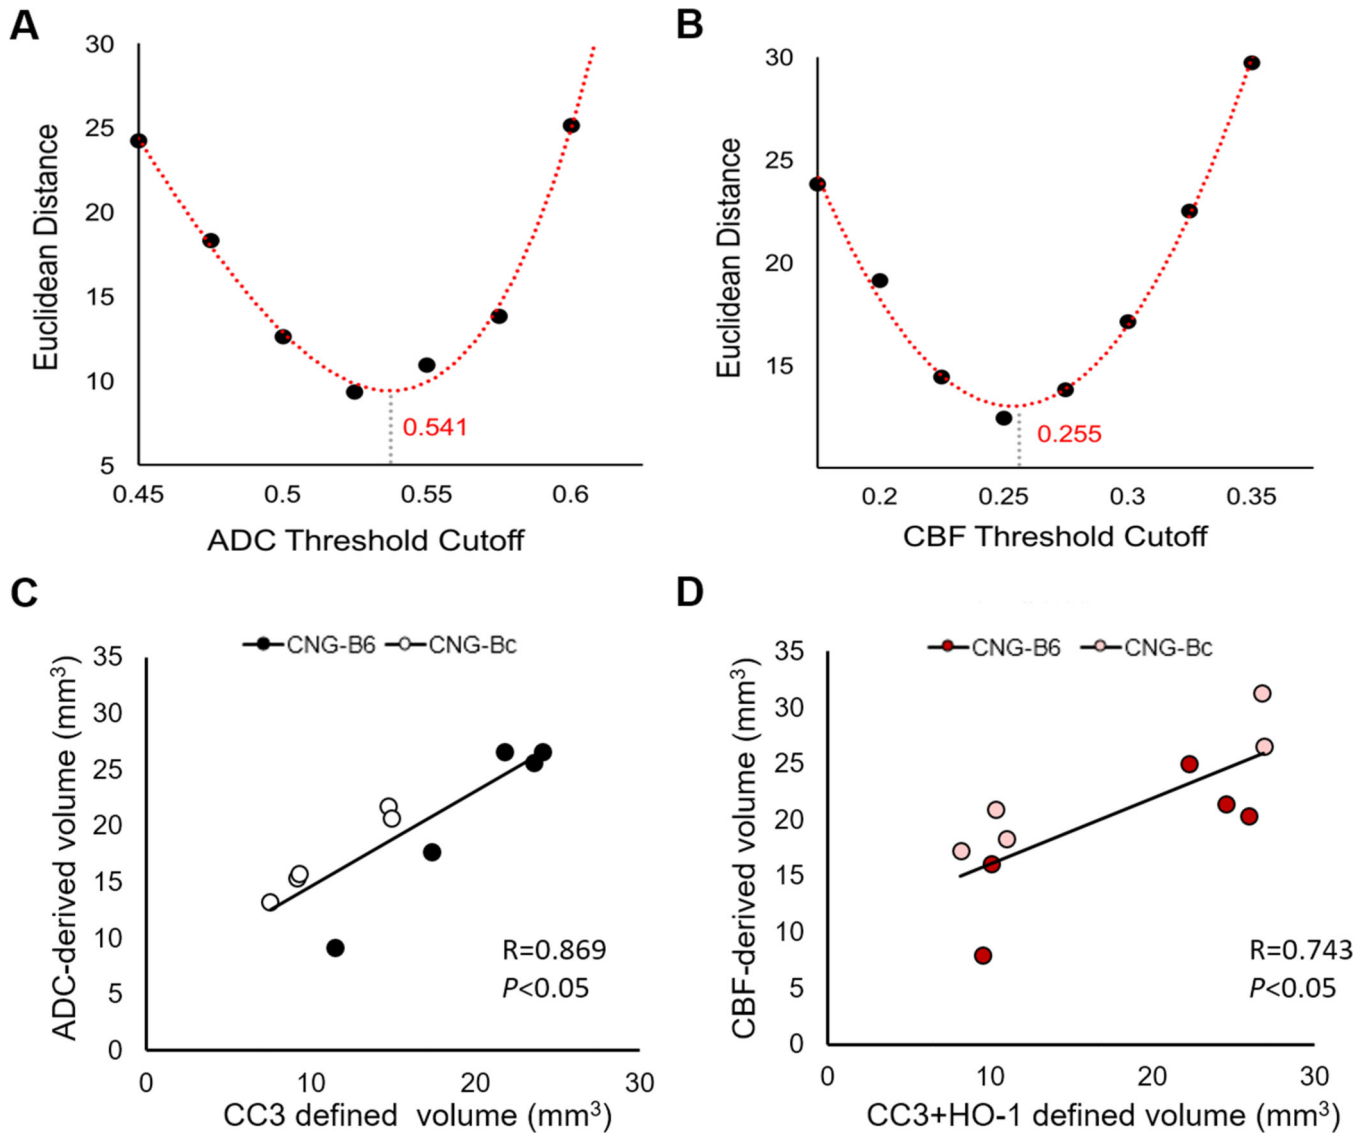 A
30
25
20
15
10
5
Euclidean Distance
0.541
0.45 0.5 0.55 0.6
ADC Threshold Cutoff
B
30
25
20
15
Euclidean Distance
0.255
0.2 0.25 0.3 0.35
CBF Threshold Cutoff
C
CNG-B6 CNG-Bc
35
30
25
20
15
10
5
0
ADC-derived volume (mm³)
R=0.869
P<0.05
0 10 20 30
CC3 defined volume (mm³)
D
CNG-B6 CNG-Bc
35
30
25
20
15
10
5
0
CBF-derived volume (mm³)
R=0.743
P<0.05
0 10 20 30
CC3+HO-1 defined volume (mm³)